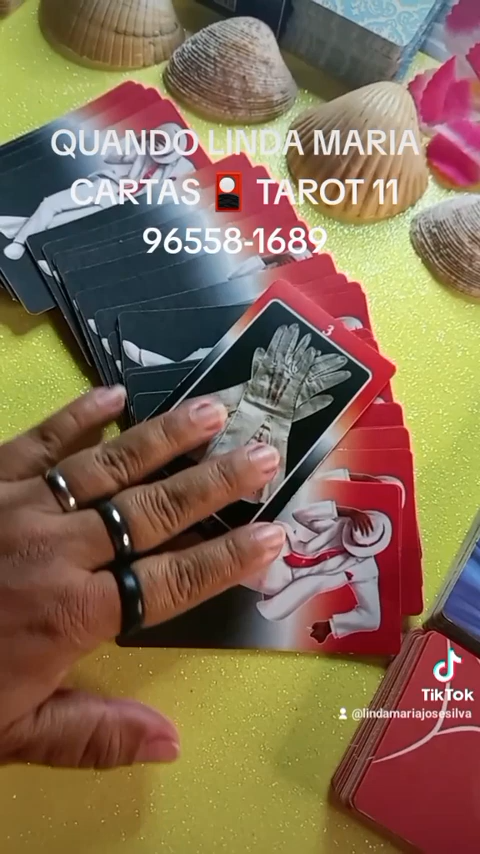 QUANDO LINDA MARIA
CARTAS 🎴 TAROT 11
96558-1689
3
TikTok
@lindamariajosesilva